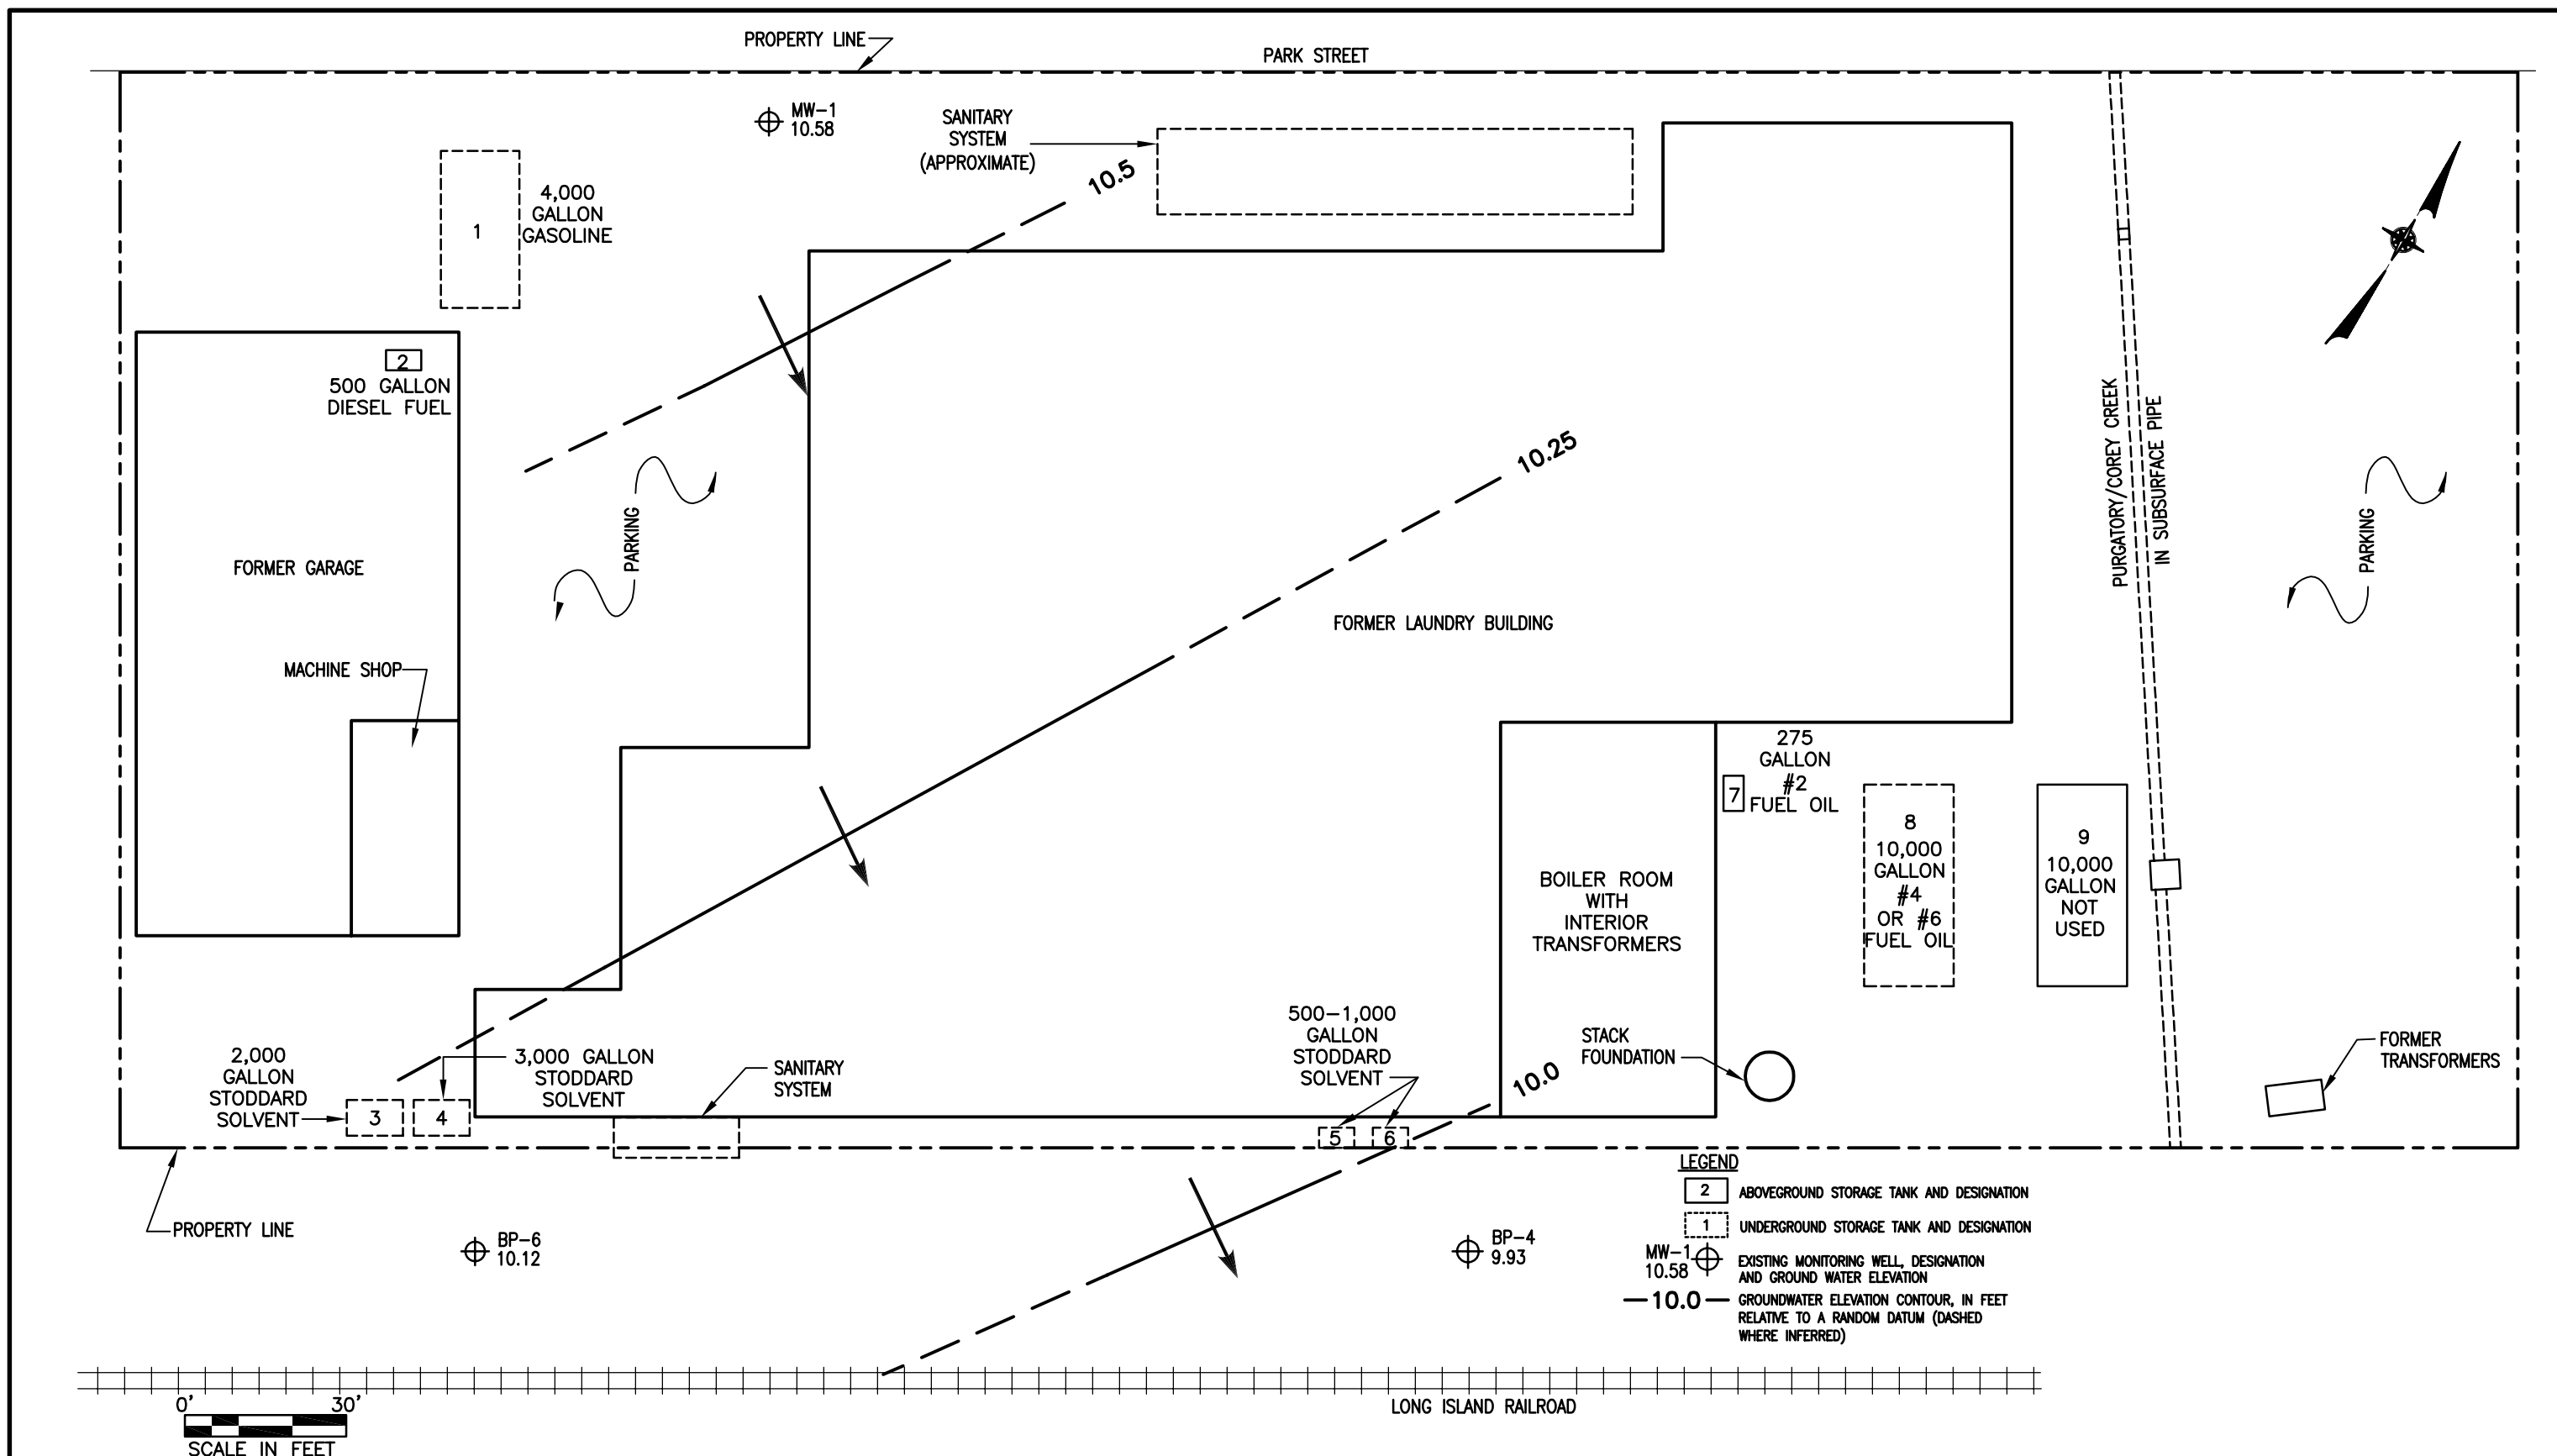 PROPERTY LINE
PARK STREET
MW-1
10.58
SANITARY
SYSTEM
(APPROXIMATE)
10.5
4,000
GALLON
GASOLINE
1
2
500 GALLON
DIESEL FUEL
PARKING
10.25
PURGATORY/COREY CREEK
IN SUBSURFACE PIPE
PARKING
FORMER GARAGE
FORMER LAUNDRY BUILDING
MACHINE SHOP
275
GALLON
#2
FUEL OIL
7
8
10,000
GALLON
#4
OR #6
FUEL OIL
9
10,000
GALLON
NOT
USED
BOILER ROOM
WITH
INTERIOR
TRANSFORMERS
2,000
GALLON
STODDARD
SOLVENT
3
4
3,000 GALLON
STODDARD
SOLVENT
SANITARY
SYSTEM
500-1,000
GALLON
STODDARD
SOLVENT
5
6
10.0
STACK
FOUNDATION
FORMER
TRANSFORMERS
PROPERTY LINE
BP-6
10.12
BP-4
9.93
LEGEND
2 ABOVEGROUND STORAGE TANK AND DESIGNATION
1 UNDERGROUND STORAGE TANK AND DESIGNATION
MW-1
10.58
EXISTING MONITORING WELL, DESIGNATION
AND GROUND WATER ELEVATION
10.0 GROUNDWATER ELEVATION CONTOUR, IN FEET
RELATIVE TO A RANDOM DATUM (DASHED
WHERE INFERRED)
LONG ISLAND RAILROAD
0' 30'
SCALE IN FEET